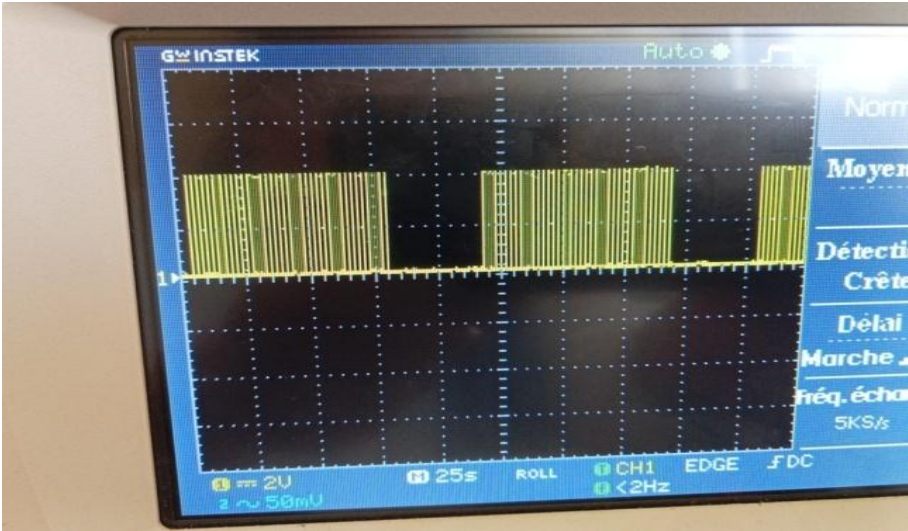 GW INSTEK Auto
Norm
Moyen
1
Détecti
Crête
Délai
Marche
Fréq. échan
5KS/s
1 2V M 25s ROLL CH1 EDGE DC
2 50mV <2Hz